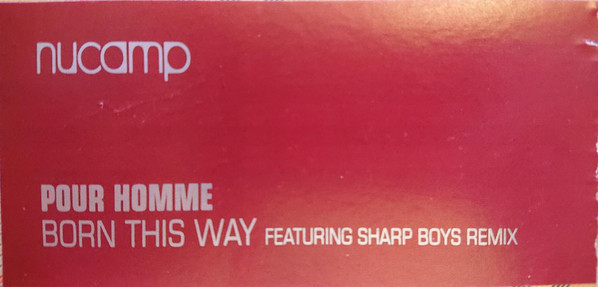 nucamp
POUR HOMME
BORN THIS WAY FEATURING SHARP BOYS REMIX